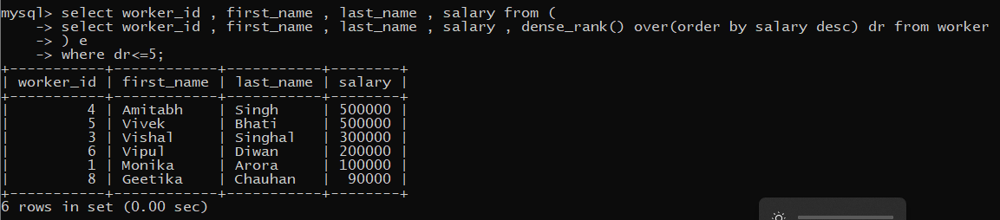 mysql> select worker_id , first_name , last_name , salary from (
    -> select worker_id , first_name , last_name , salary , dense_rank() over(order by salary desc) dr from worker
    -> ) e
    -> where dr<=5;
+-----------+------------+-----------+--------+
| worker_id | first_name | last_name | salary |
+-----------+------------+-----------+--------+
|         4 | Amitabh    | Singh     | 500000 |
|         5 | Vivek      | Bhati     | 500000 |
|         3 | Vishal     | Singhal   | 300000 |
|         6 | Vipul      | Diwan     | 200000 |
|         1 | Monika     | Arora     | 100000 |
|         8 | Geetika    | Chauhan   |  90000 |
+-----------+------------+-----------+--------+
6 rows in set (0.00 sec)